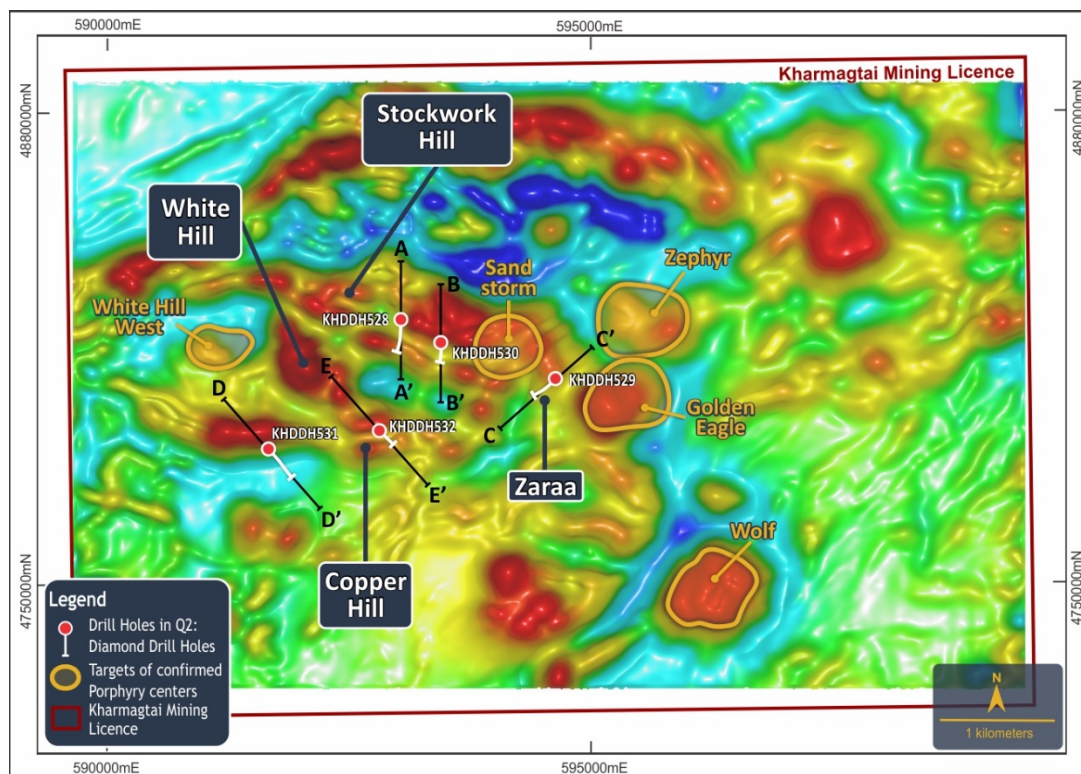 590000mE
595000mE
Kharmagtai Mining Licence
4880000mN
4880000mN
Stockwork
Hill
White
Hill
A
Sand
storm
Zephyr
B
White Hill
West
KHDDH528
KHDDH530
C'
E
A'
KHDDH529
D
B'
Golden
Eagle
KHDDH531
KHDDH532
C
Zaraa
E'
D'
Wolf
Copper
Hill
4750000mN
4750000mN
Legend
Drill Holes in Q2:
Diamond Drill Holes
Targets of confirmed
Porphyry centers
Kharmagtai Mining
Licence
N
1 kilometers
590000mE
595000mE